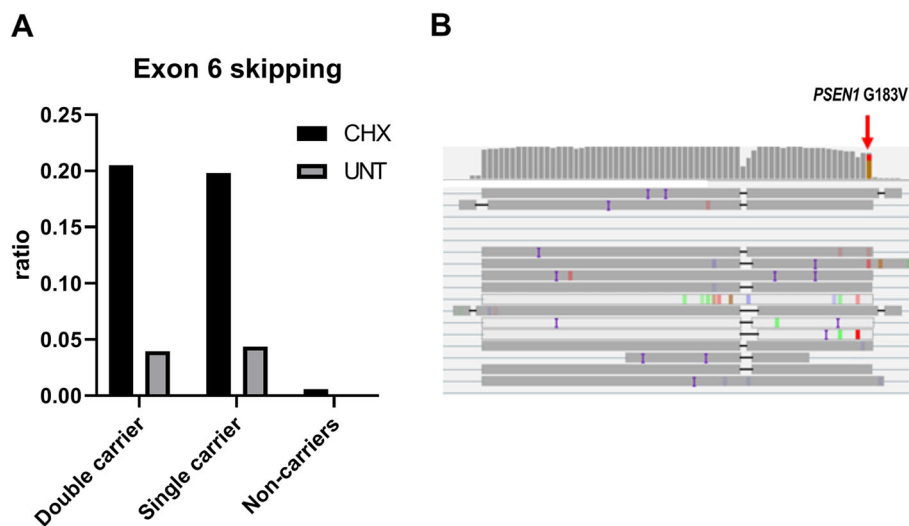 A
B
Exon 6 skipping
PSEN1 G183V
0.25
0.20
0.15
0.10
0.05
0.00
ratio
CHX
UNT
Double carrier
Single carrier
Non-carriers